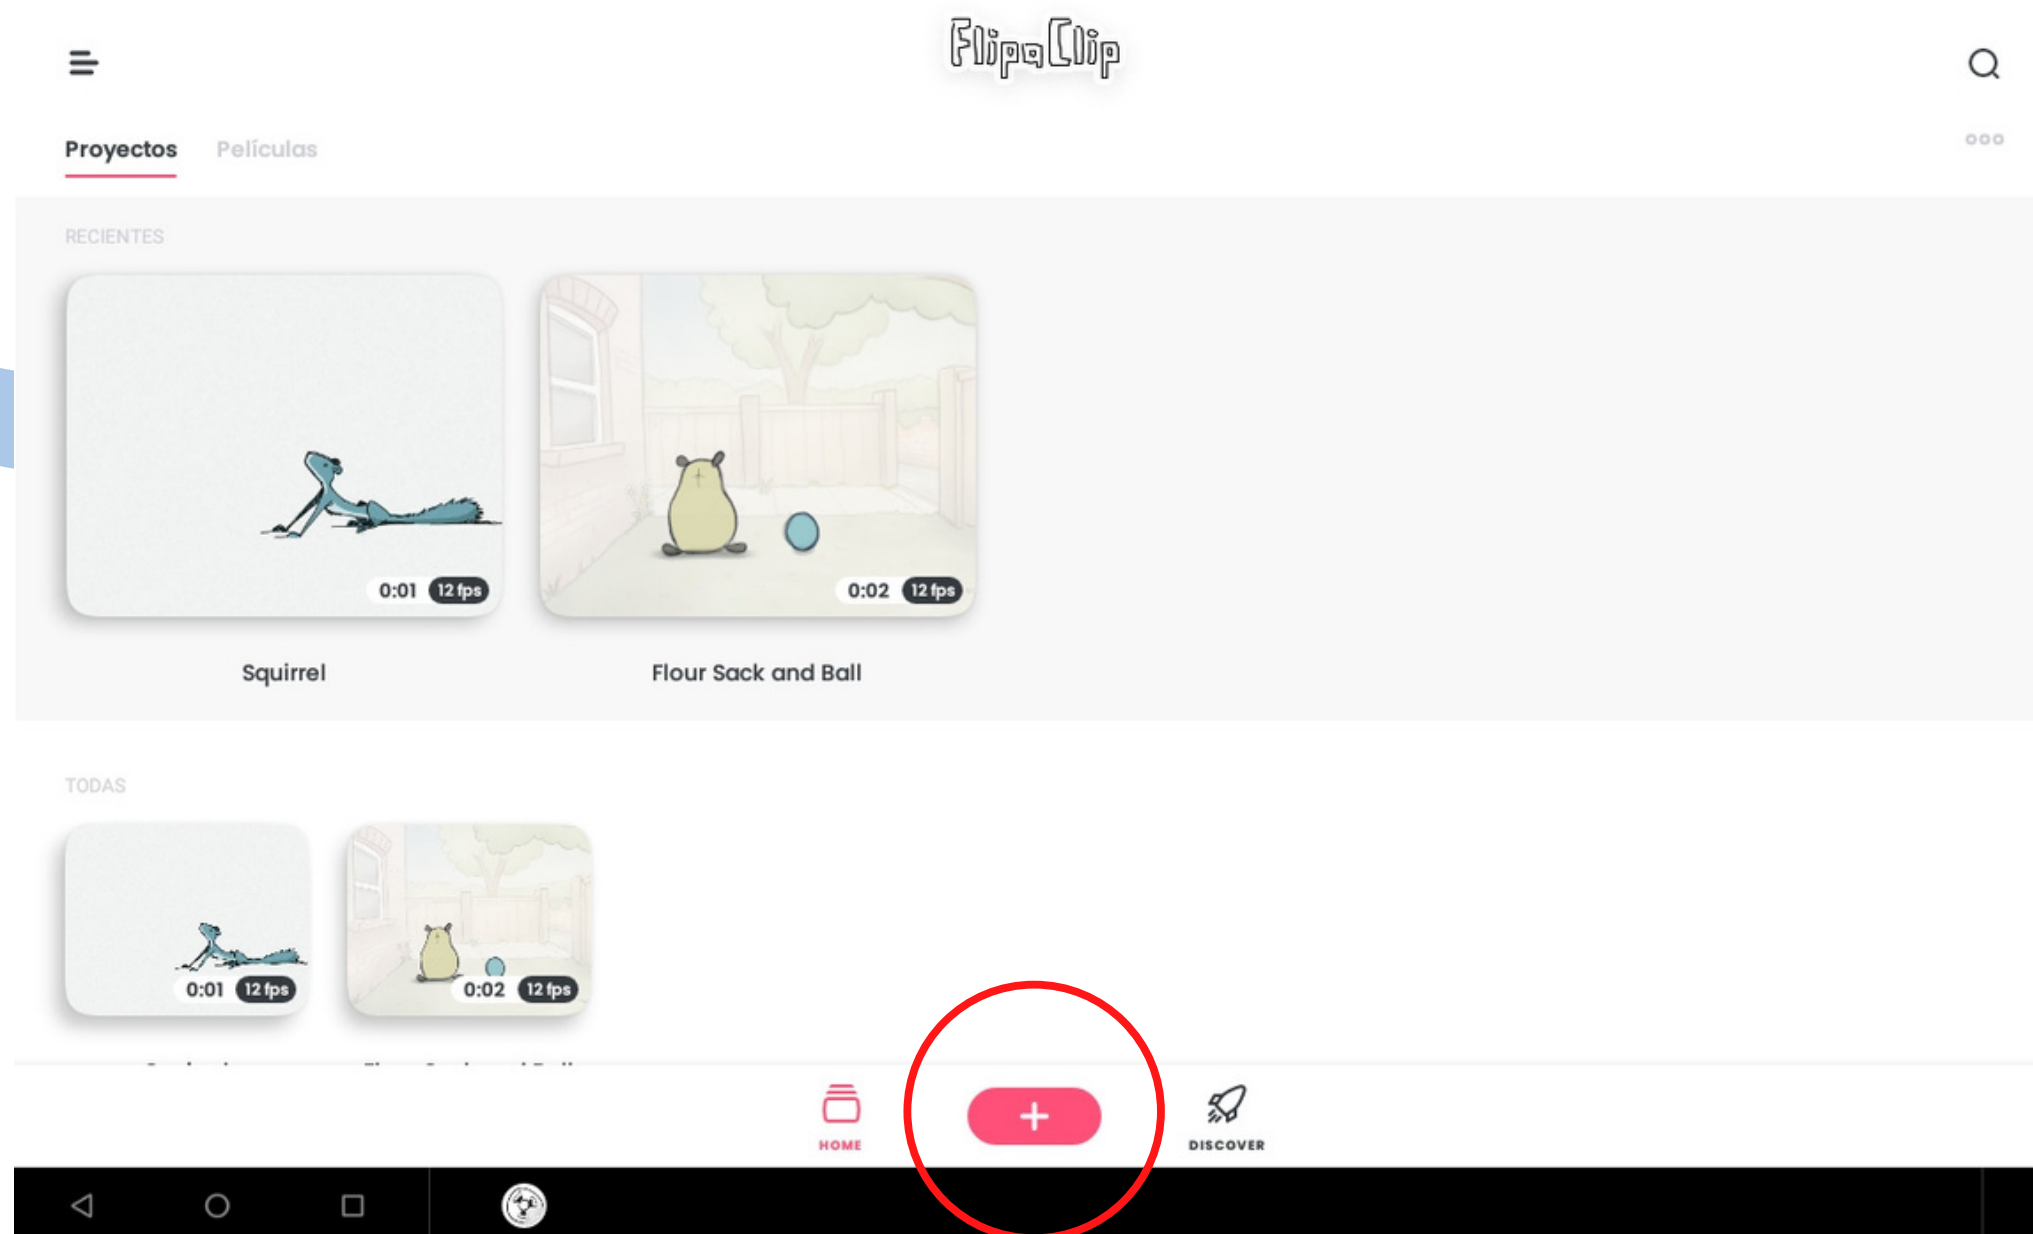 FlipaClip
Proyectos Películas
RECIENTES
0:01 12 fps
0:02 12 fps
Squirrel
Flour Sack and Ball
TODAS
0:01 12 fps
0:02 12 fps
HOME
DISCOVER